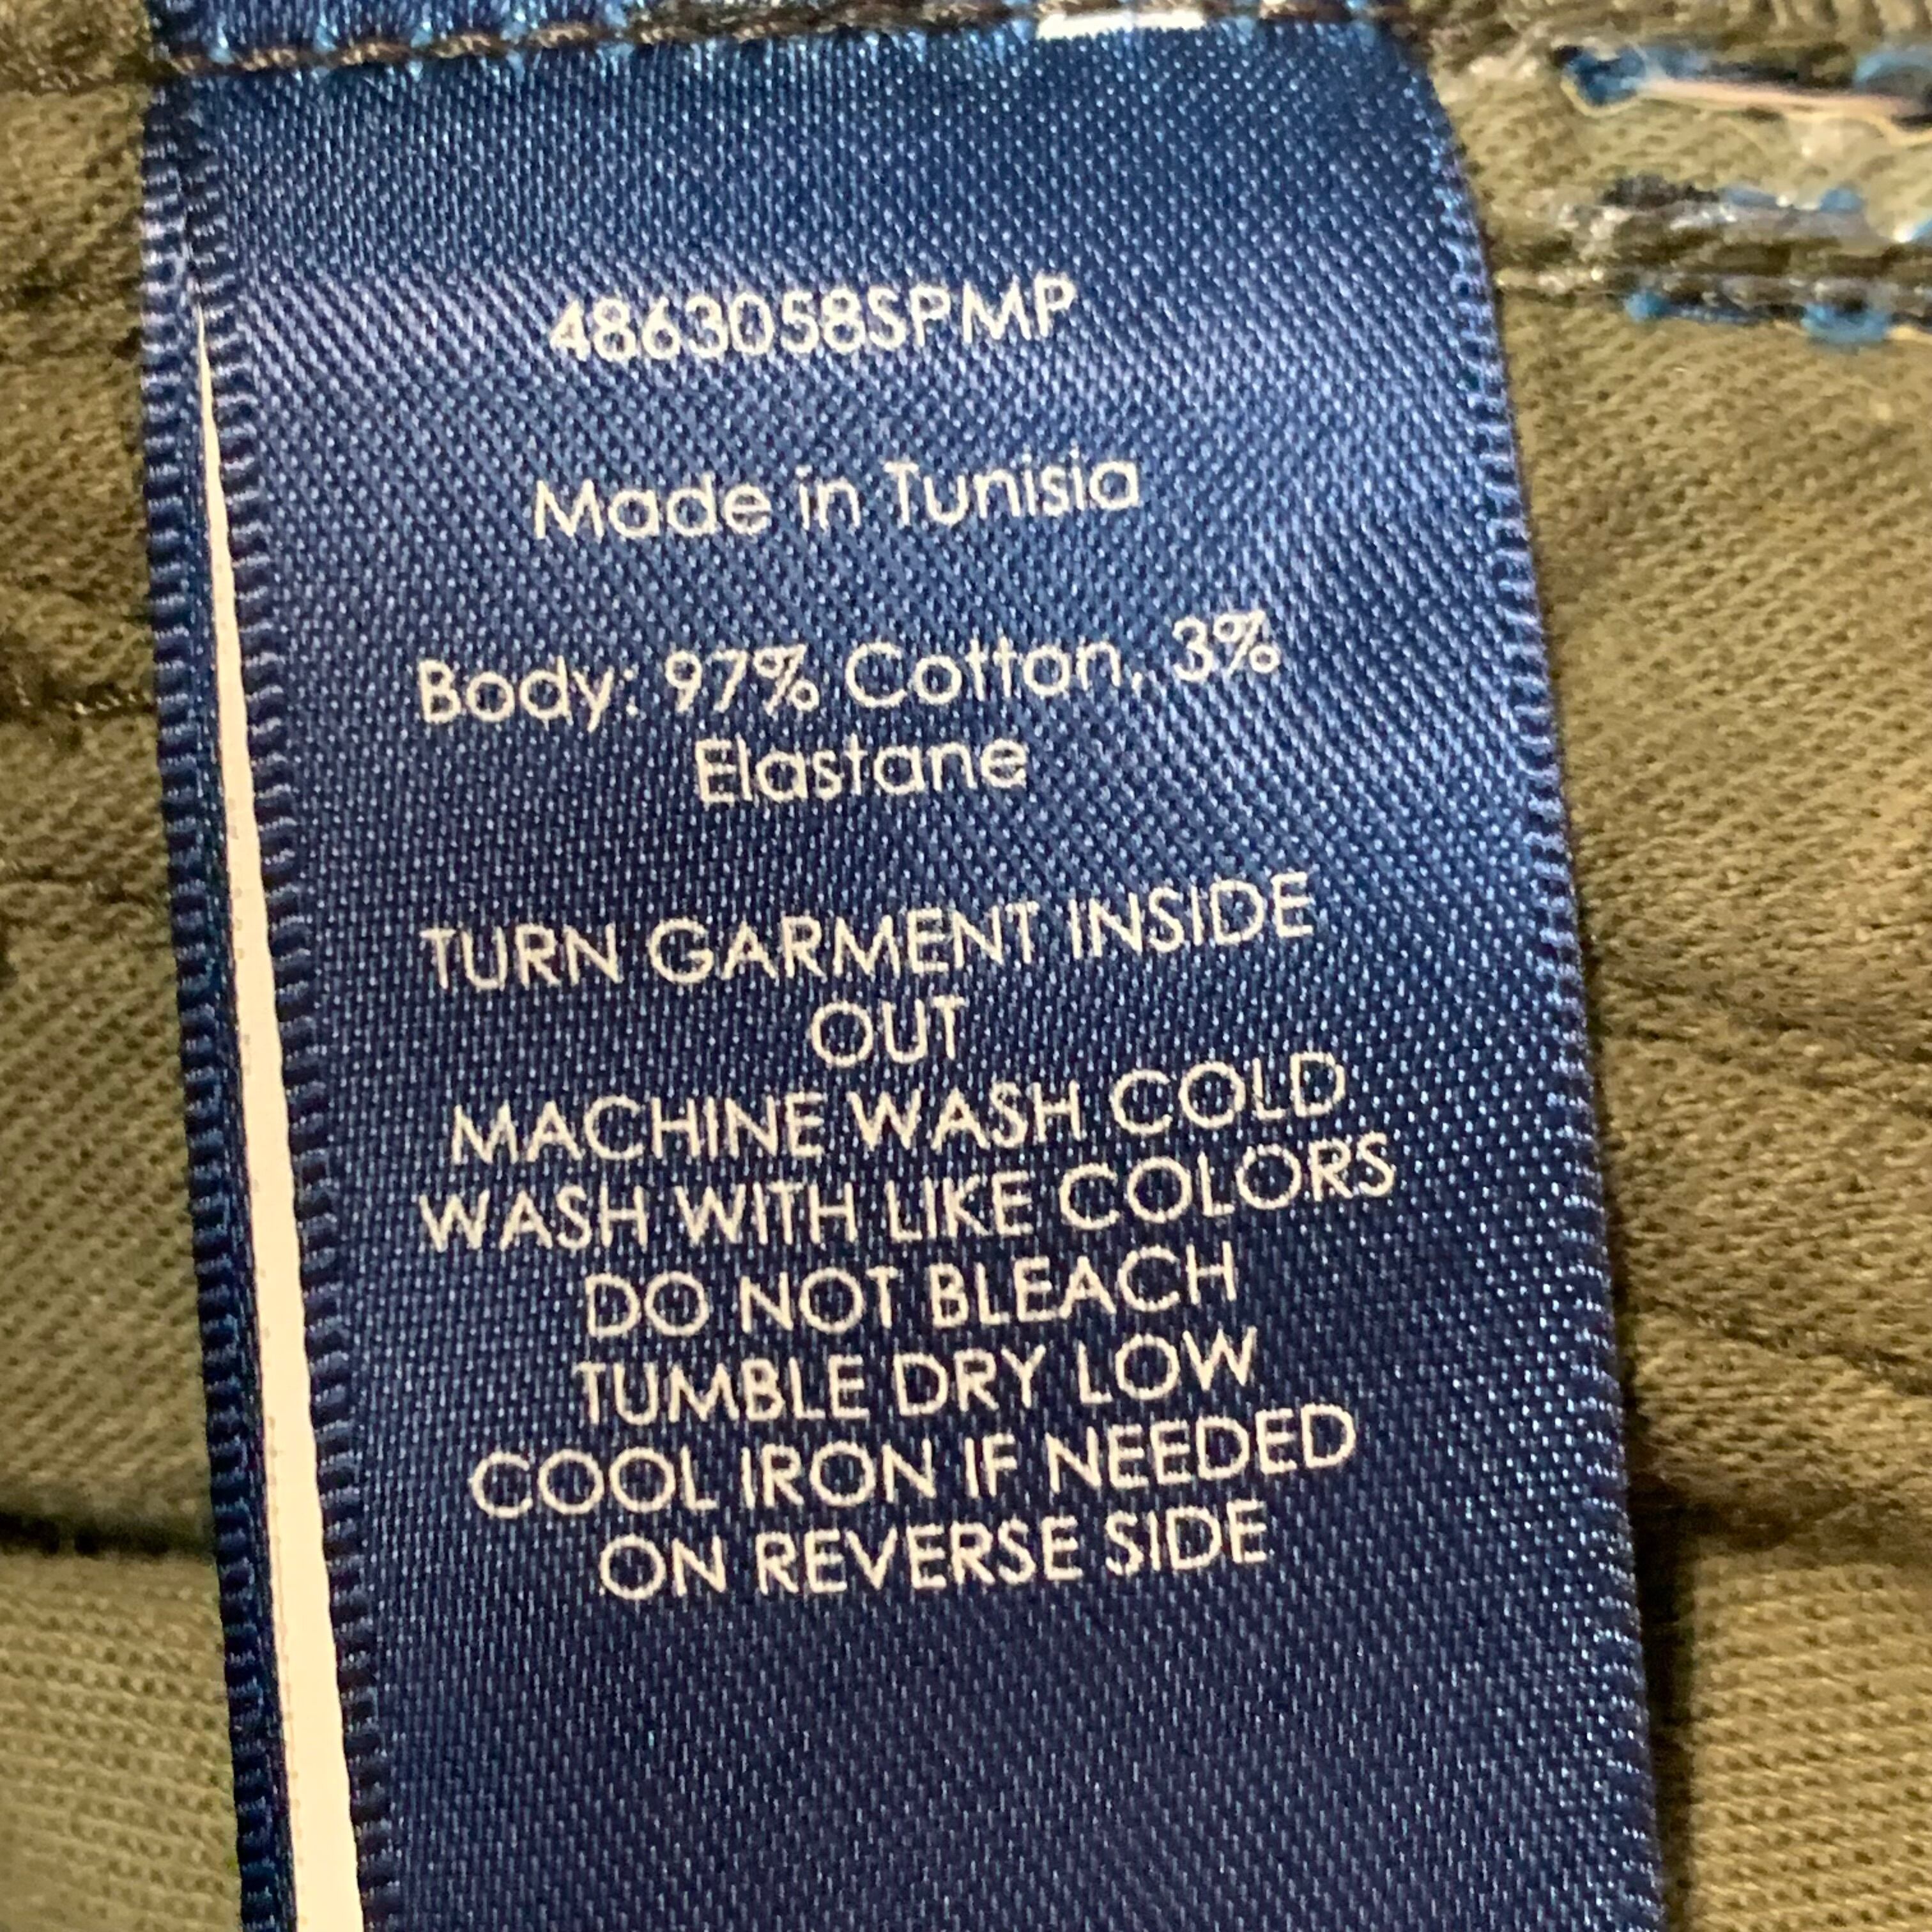 4863058SPMP
Made in Tunisia
Body: 97% Cotton, 3%
Elastane
TURN GARMENT INSIDE
OUT
MACHINE WASH COLD
WASH WITH LIKE COLORS
DO NOT BLEACH
TUMBLE DRY LOW
COOL IRON IF NEEDED
ON REVERSE SIDE